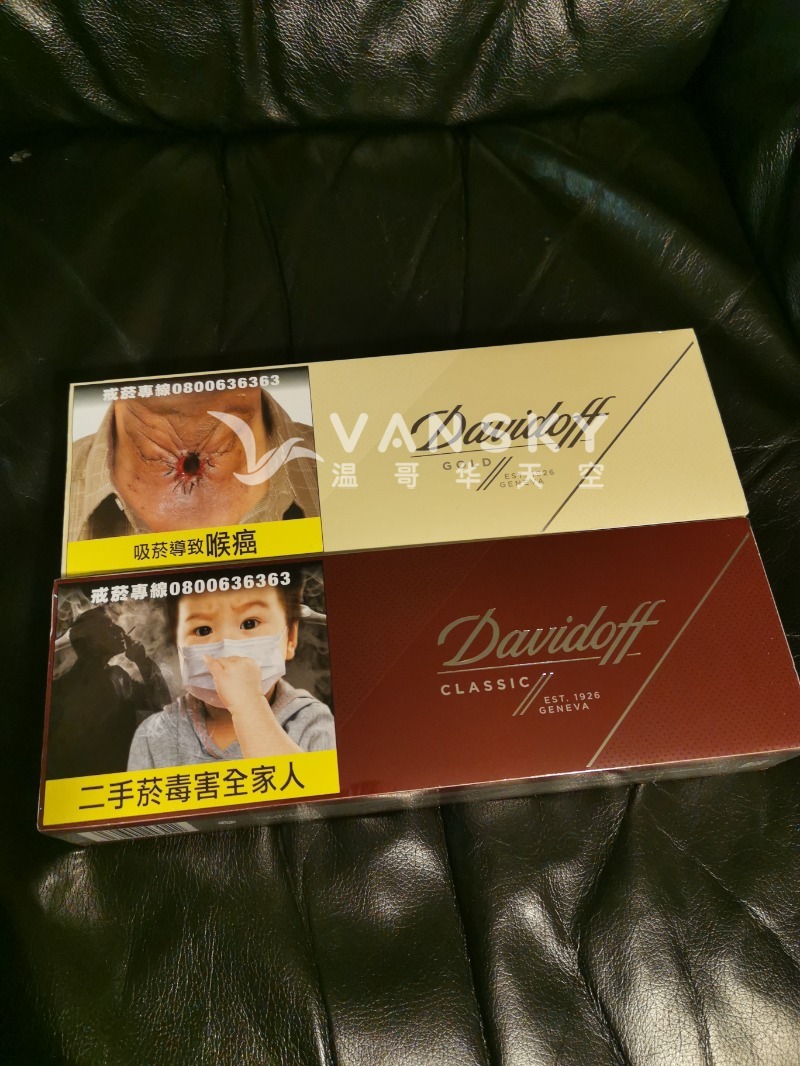 戒菸專線0800636363
吸菸導致喉癌
Davidoff
GOLD
EST. 1926
GENEVA
VANSKY
温哥华天空
戒菸專線0800636363
二手菸毒害全家人
Davidoff
CLASSIC
EST. 1926
GENEVA